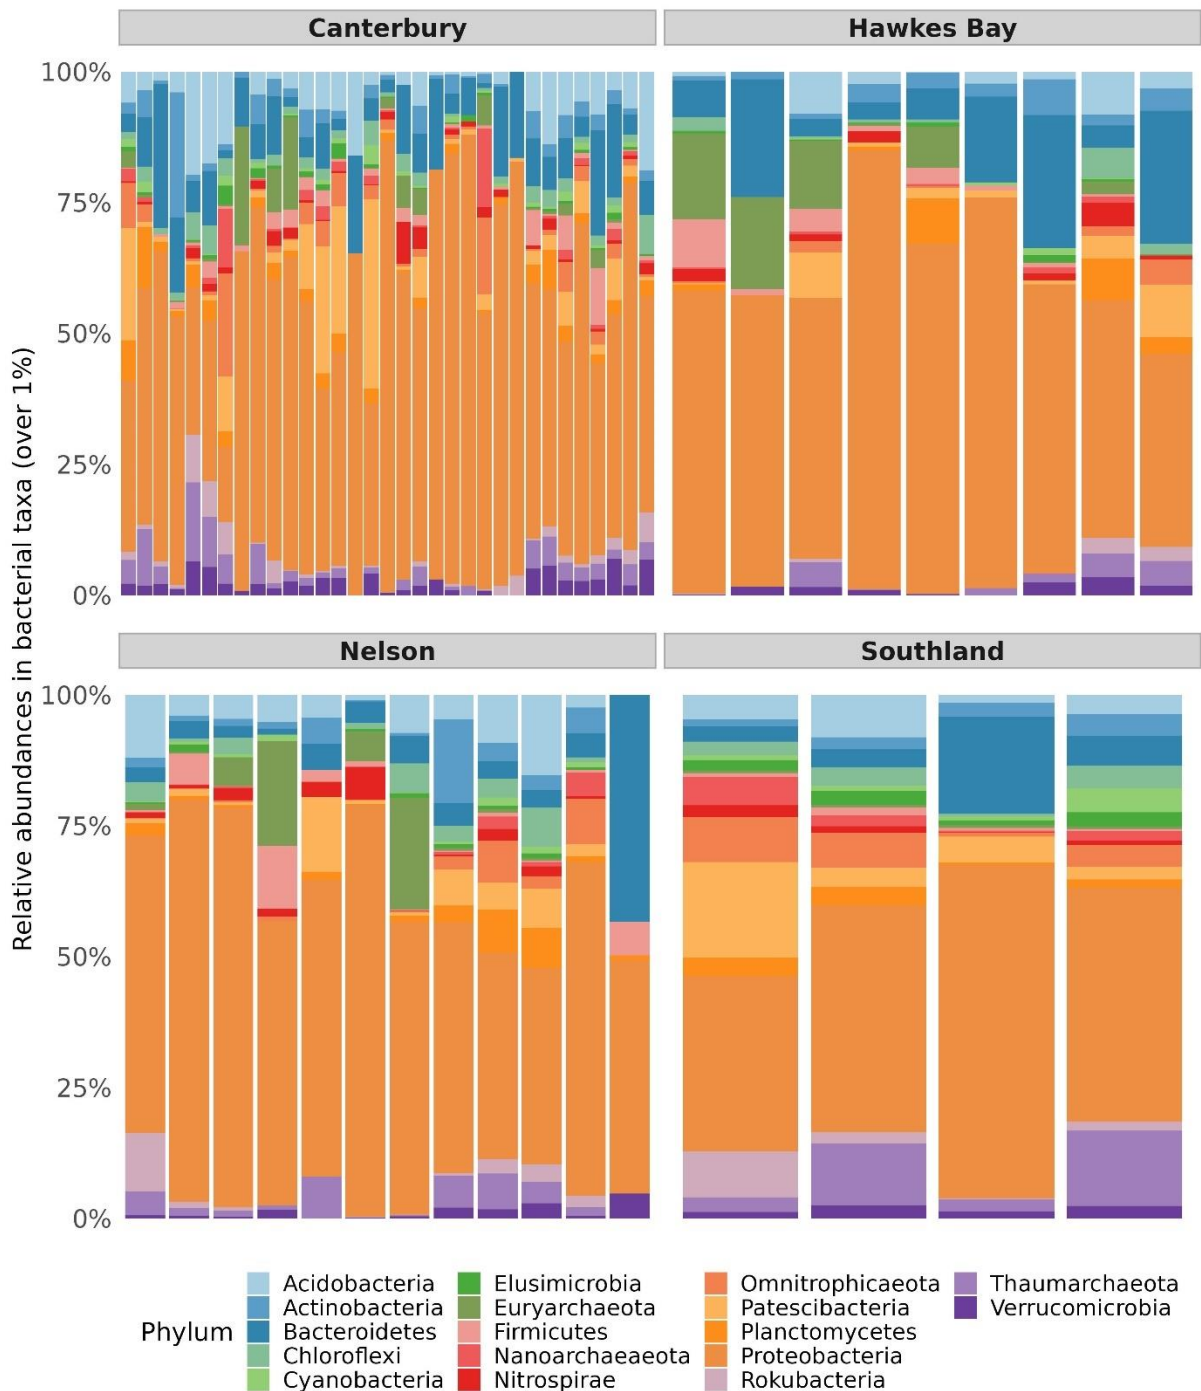 Canterbury
Hawkes Bay
100%
75%
50%
25%
0%
Nelson
Southland
100%
75%
50%
25%
0%
Relative abundances in bacterial taxa (over 1%)
Phylum
Acidobacteria
Actinobacteria
Bacteroidetes
Chloroflexi
Cyanobacteria
Elusimicrobia
Euryarchaeota
Firmicutes
Nanoarchaeaeota
Nitrospirae
Omnitrophicaeota
Patescibacteria
Planctomycetes
Proteobacteria
Rokubacteria
Thaumarchaeota
Verrucomicrobia